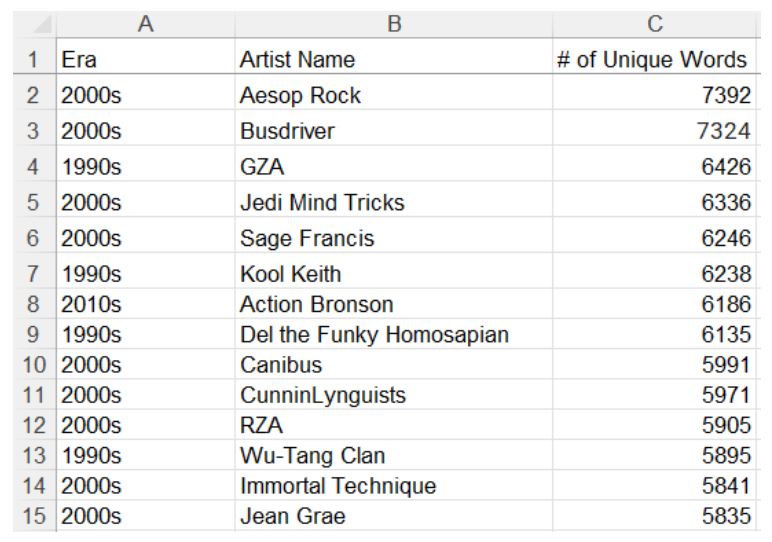 A B C
1 Era Artist Name # of Unique Words
2 2000s Aesop Rock 7392
3 2000s Busdriver 7324
4 1990s GZA 6426
5 2000s Jedi Mind Tricks 6336
6 2000s Sage Francis 6246
7 1990s Kool Keith 6238
8 2010s Action Bronson 6186
9 1990s Del the Funky Homosapian 6135
10 2000s Canibus 5991
11 2000s CunninLynguists 5971
12 2000s RZA 5905
13 1990s Wu-Tang Clan 5895
14 2000s Immortal Technique 5841
15 2000s Jean Grae 5835